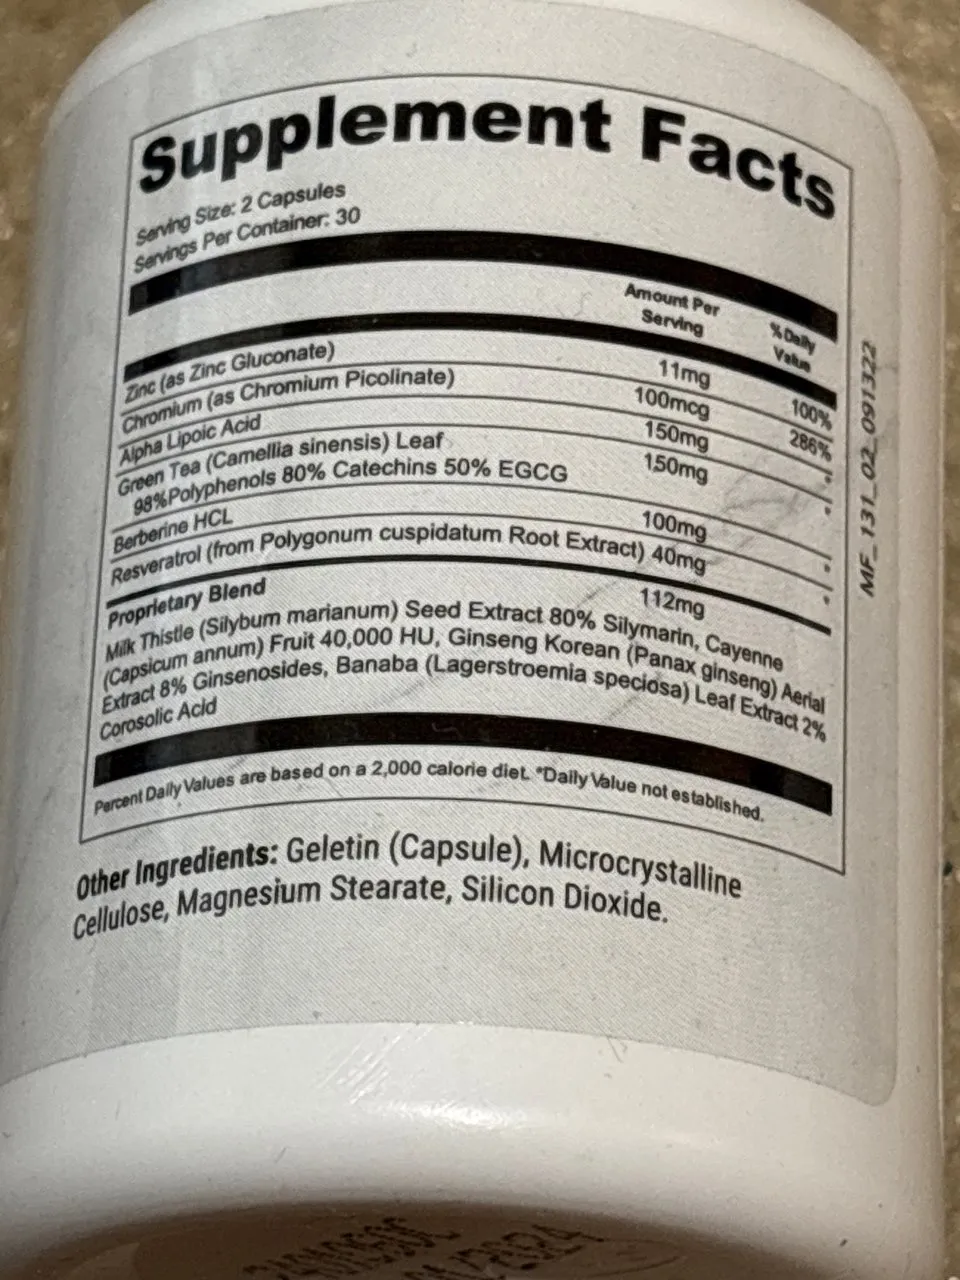 Supplement Facts
Serving Size: 2 Capsules
Servings Per Container: 30
Amount Per Serving
% Daily Value
Zinc (as Zinc Gluconate) 11mg 100%
Chromium (as Chromium Picolinate) 100mcg 286%
Alpha Lipoic Acid 150mg *
Green Tea (Camellia sinensis) Leaf 150mg *
98%Polyphenols 80% Catechins 50% EGCG
Berberine HCL 100mg *
Resveratrol (from Polygonum cuspidatum Root Extract) 40mg *
Proprietary Blend 112mg
Milk Thistle (Silybum marianum) Seed Extract 80% Silymarin, Cayenne
(Capsicum annum) Fruit 40,000 HU, Ginseng Korean (Panax ginseng) Aerial
Extract 8% Ginsenosides, Banaba (Lagerstroemia speciosa) Leaf Extract 2%
Corosolic Acid
Percent Daily Values are based on a 2,000 calorie diet. *Daily Value not established.
Other Ingredients: Geletin (Capsule), Microcrystalline
Cellulose, Magnesium Stearate, Silicon Dioxide.
MF_131_02_091322